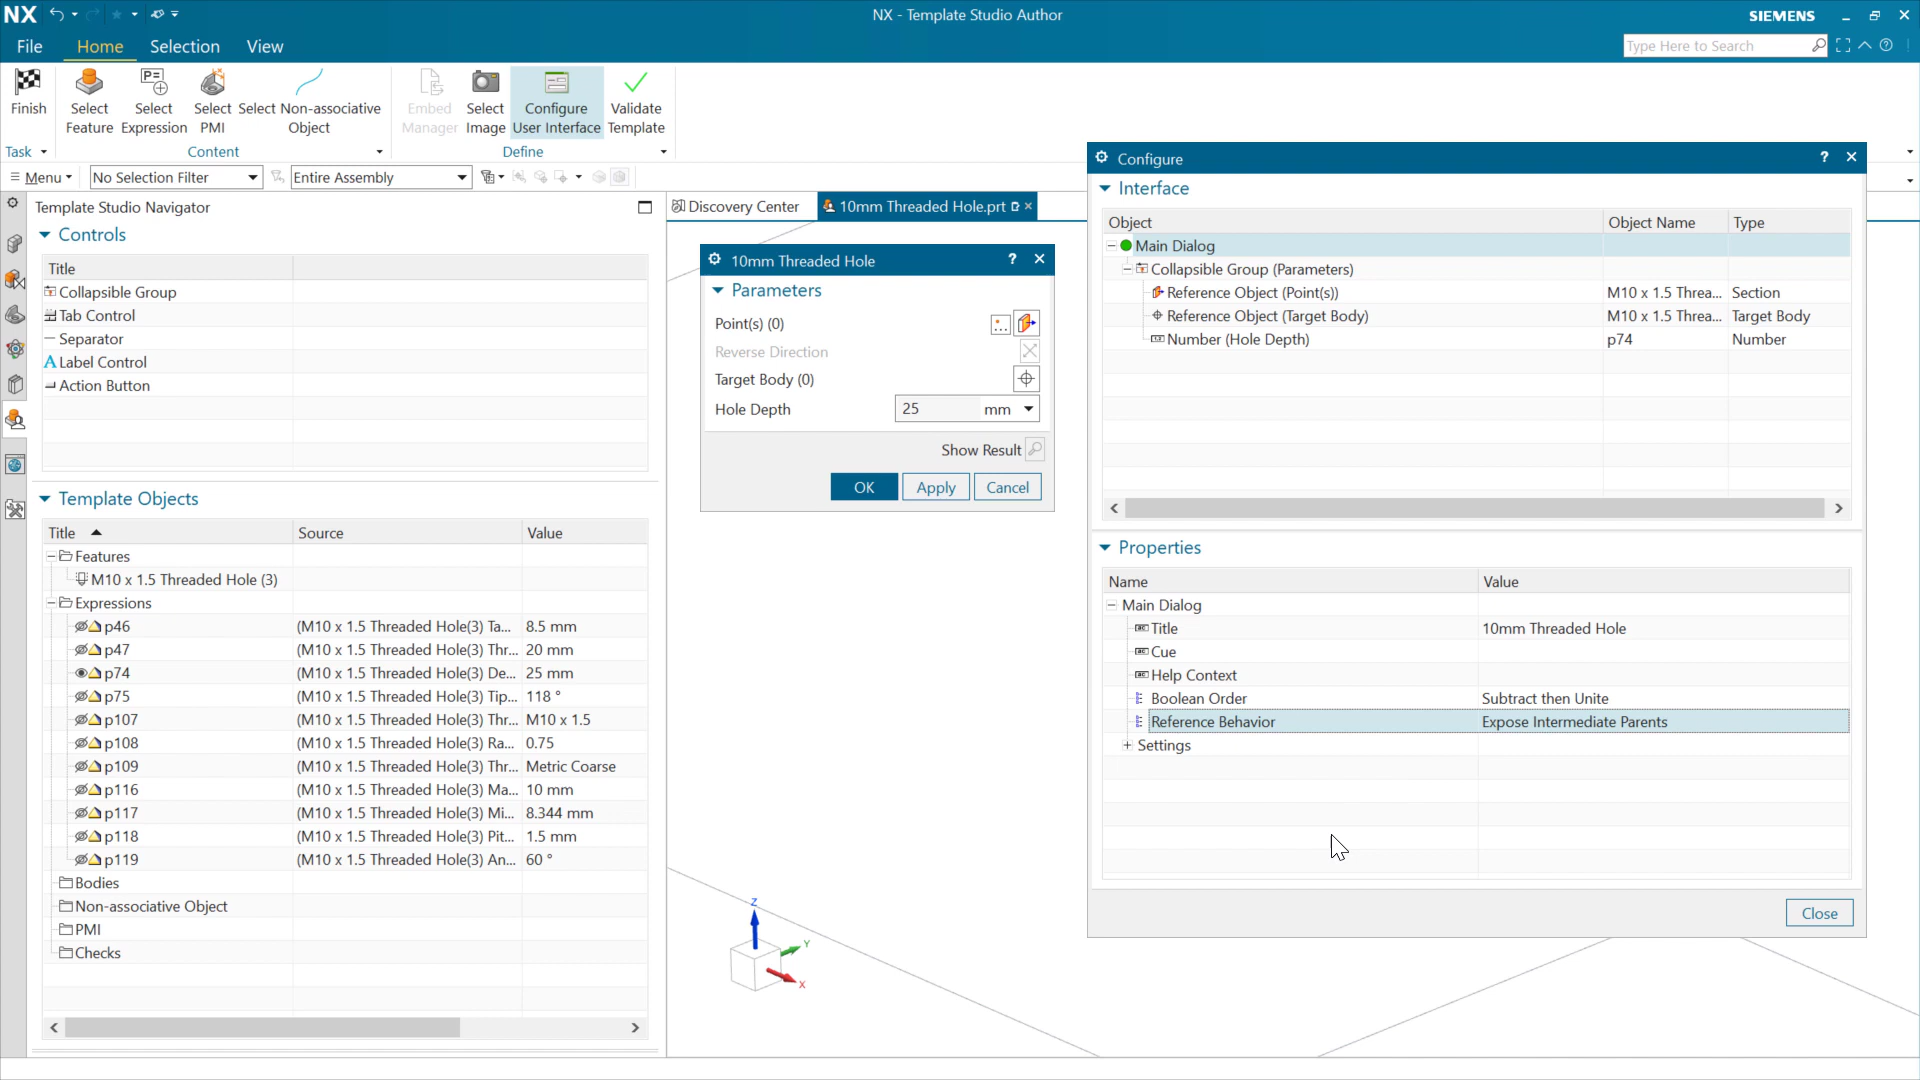 NX
NX - Template Studio Author
SIEMENS
File
Home
Selection
View
Type Here to Search
Finish
Select Feature
Select Expression
Select PMI
Select Non-associative Object
Embed Manager
Select Image
Configure User Interface
Validate Template
Task
Content
Define
Menu
No Selection Filter
Entire Assembly
Template Studio Navigator
Controls
Title
Collapsible Group
Tab Control
Separator
Label Control
Action Button
Template Objects
Title Source Value
Features
M10 x 1.5 Threaded Hole (3)
Expressions
p46 (M10 x 1.5 Threaded Hole(3) Ta... 8.5 mm
p47 (M10 x 1.5 Threaded Hole(3) Thr... 20 mm
p74 (M10 x 1.5 Threaded Hole(3) De... 25 mm
p75 (M10 x 1.5 Threaded Hole(3) Tip... 118 °
p107 (M10 x 1.5 Threaded Hole(3) Thr... M10 x 1.5
p108 (M10 x 1.5 Threaded Hole(3) Ra... 0.75
p109 (M10 x 1.5 Threaded Hole(3) Thr... Metric Coarse
p116 (M10 x 1.5 Threaded Hole(3) Ma... 10 mm
p117 (M10 x 1.5 Threaded Hole(3) Mi... 8.344 mm
p118 (M10 x 1.5 Threaded Hole(3) Pit... 1.5 mm
p119 (M10 x 1.5 Threaded Hole(3) An... 60 °
Bodies
Non-associative Object
PMI
Checks
Discovery Center
10mm Threaded Hole.prt
10mm Threaded Hole
Parameters
Point(s) (0)
Reverse Direction
Target Body (0)
Hole Depth 25 mm
Show Result
OK
Apply
Cancel
Z
Y
X
Configure
Interface
Object Object Name Type
Main Dialog
Collapsible Group (Parameters)
Reference Object (Point(s)) M10 x 1.5 Threa... Section
Reference Object (Target Body) M10 x 1.5 Threa... Target Body
Number (Hole Depth) p74 Number
Properties
Name Value
Main Dialog
Title 10mm Threaded Hole
Cue
Help Context
Boolean Order Subtract then Unite
Reference Behavior Expose Intermediate Parents
Settings
Close